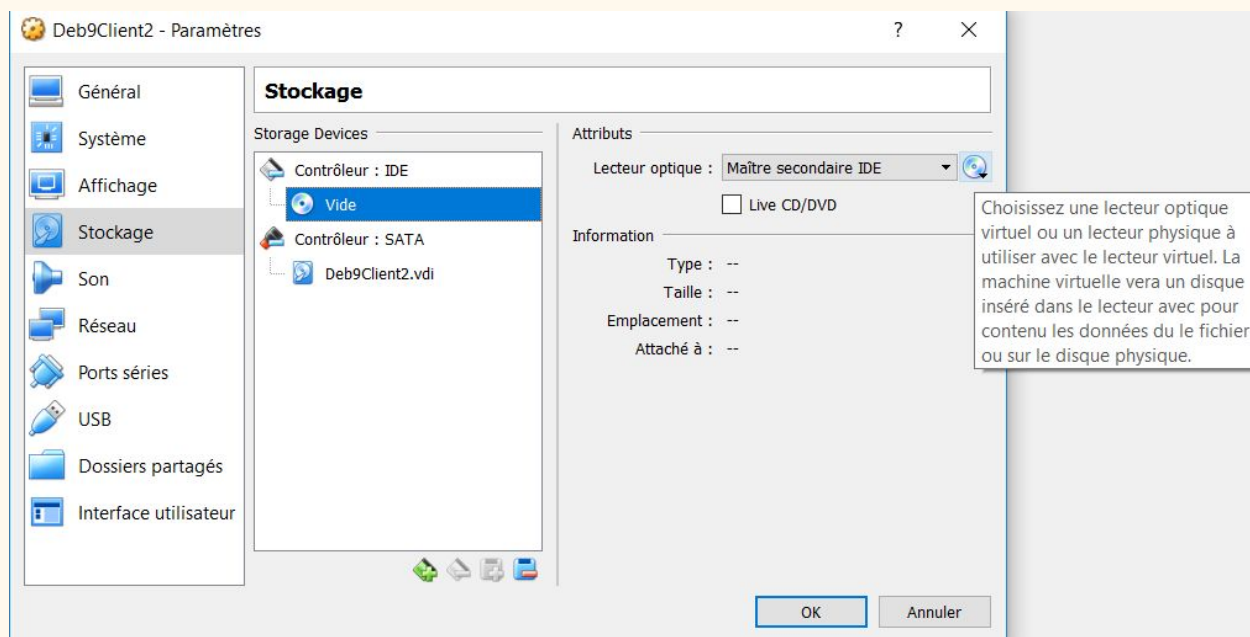 Deb9Client2 - Paramètres
?
Général
Système
Affichage
Stockage
Son
Réseau
Ports séries
USB
Dossiers partagés
Interface utilisateur
Stockage
Storage Devices
Contrôleur : IDE
Vide
Contrôleur : SATA
Deb9Client2.vdi
Attributs
Lecteur optique : Maître secondaire IDE
Live CD/DVD
Information
Type : --
Taille : --
Emplacement : --
Attaché à : --
Choisissez une lecteur optique
virtuel ou un lecteur physique à
utiliser avec le lecteur virtuel. La
machine virtuelle vera un disque
inséré dans le lecteur avec pour
contenu les données du le fichier
ou sur le disque physique.
OK
Annuler